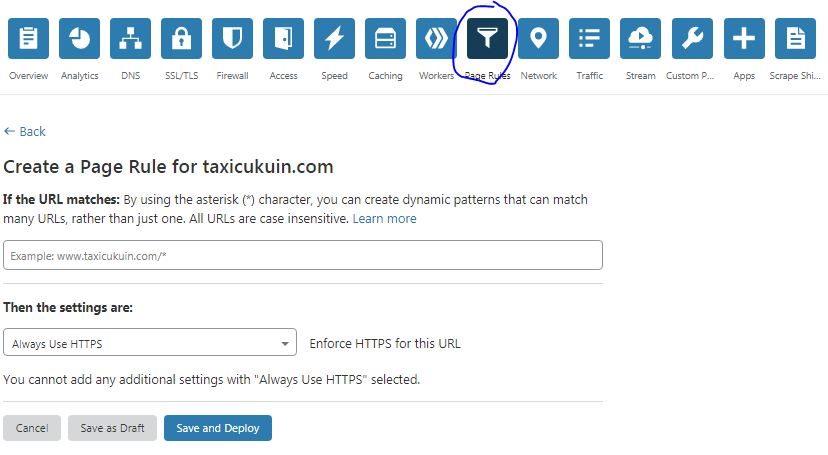 Overview Analytics DNS SSL/TLS Firewall Access Speed Caching Workers Page Rules Network Traffic Stream Custom P... Apps Scrape Shi...
← Back
Create a Page Rule for taxicukuin.com
If the URL matches: By using the asterisk (*) character, you can create dynamic patterns that can match
many URLs, rather than just one. All URLs are case insensitive. Learn more
Example: www.taxicukuin.com/*
Then the settings are:
Always Use HTTPS Enforce HTTPS for this URL
You cannot add any additional settings with "Always Use HTTPS" selected.
Cancel Save as Draft Save and Deploy